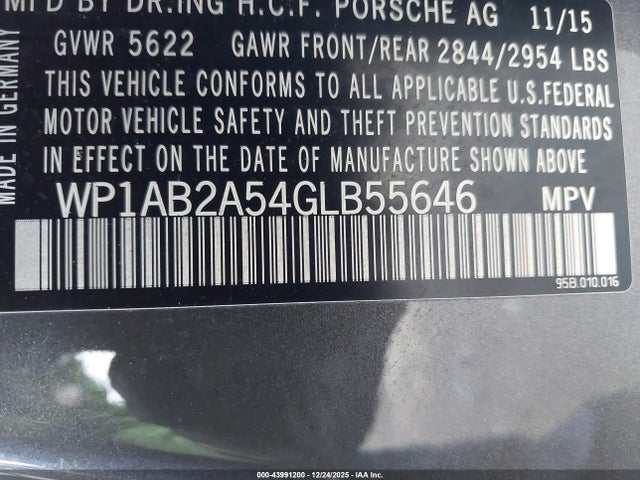 MFD BY DR.ING H.C.F. PORSCHE AG 11/15
GVWR 5622 GAWR FRONT/REAR 2844/2954 LBS
THIS VEHICLE CONFORMS TO ALL APPLICABLE U.S.FEDERAL
MOTOR VEHICLE SAFETY AND THEFT PREVENTION STANDARDS
IN EFFECT ON THE DATE OF MANUFACTURE SHOWN ABOVE
WP1AB2A54GLB55646 MPV
95B.010.016
MADE IN GERMANY
000-43991200 - 12/24/2025 - IAA Inc.